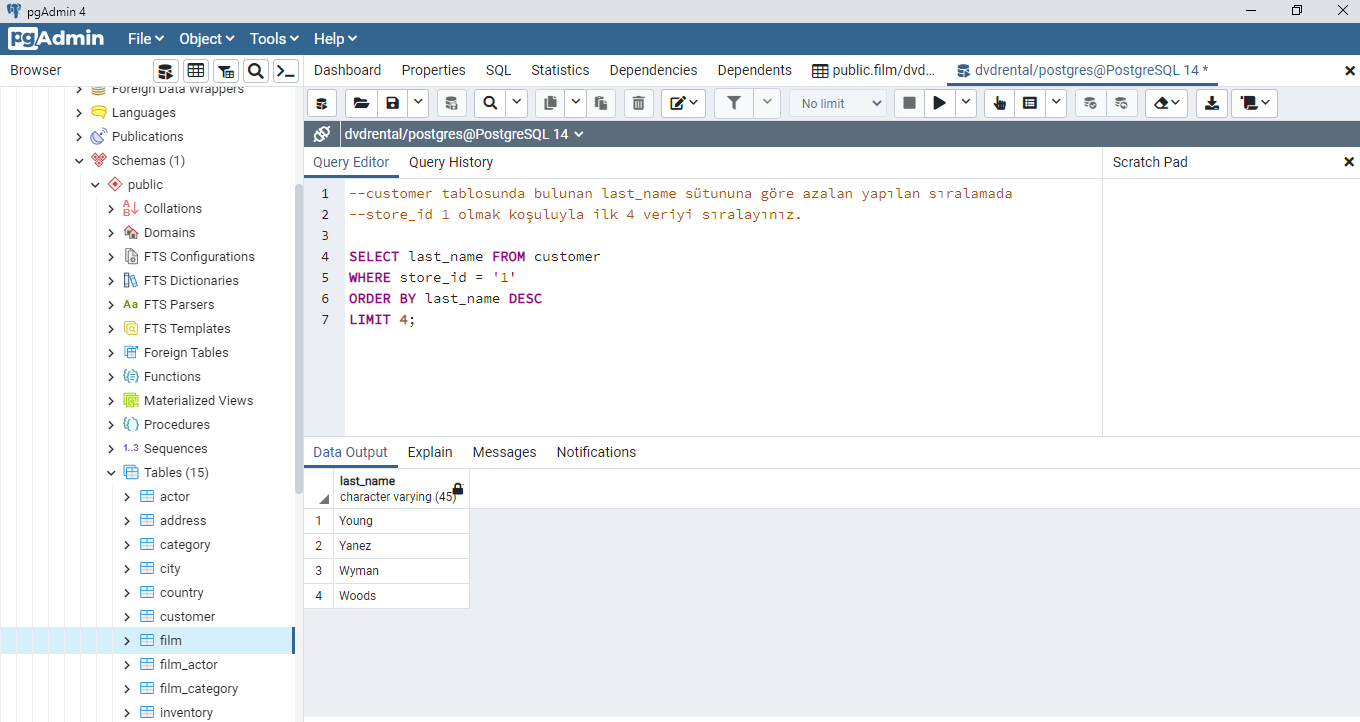 pgAdmin 4
pgAdmin File Object Tools Help
Browser
Dashboard Properties SQL Statistics Dependencies Dependents public.film/dvd... dvdrental/postgres@PostgreSQL 14 *
No limit
dvdrental/postgres@PostgreSQL 14
Foreign Data Wrappers
Languages
Publications
Schemas (1)
public
Collations
Domains
FTS Configurations
FTS Dictionaries
Aa FTS Parsers
FTS Templates
Foreign Tables
Functions
Materialized Views
Procedures
1..3 Sequences
Tables (15)
actor
address
category
city
country
customer
film
film_actor
film_category
inventory
Query Editor Query History
Scratch Pad
1 --customer tablosunda bulunan last_name sütununa göre azalan yapılan sıralamada
2 --store_id 1 olmak koşuluyla ilk 4 veriyi sıralayınız.
3
4 SELECT last_name FROM customer
5 WHERE store_id = '1'
6 ORDER BY last_name DESC
7 LIMIT 4;
Data Output Explain Messages Notifications
last_name
character varying (45)
1 Young
2 Yanez
3 Wyman
4 Woods